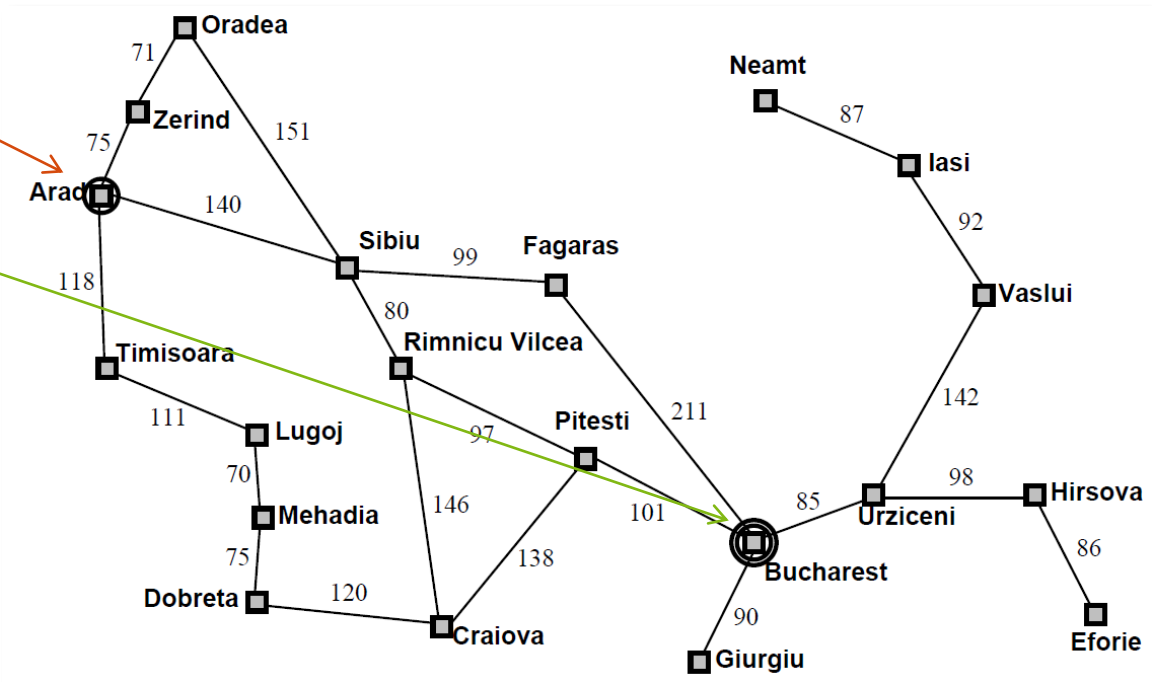 Oradea
71
Neamt
87
Zerind
151
75
Iasi
Arad
140
92
Sibiu
Fagaras
99
118
Vaslui
80
Rimnicu Vilcea
Timisoara
142
211
111
Pitesti
Lugoj
97
70
98
Hirsova
146
85
Mehadia
101
Urziceni
86
75
138
Bucharest
120
Dobreta
90
Craiova
Eforie
Giurgiu